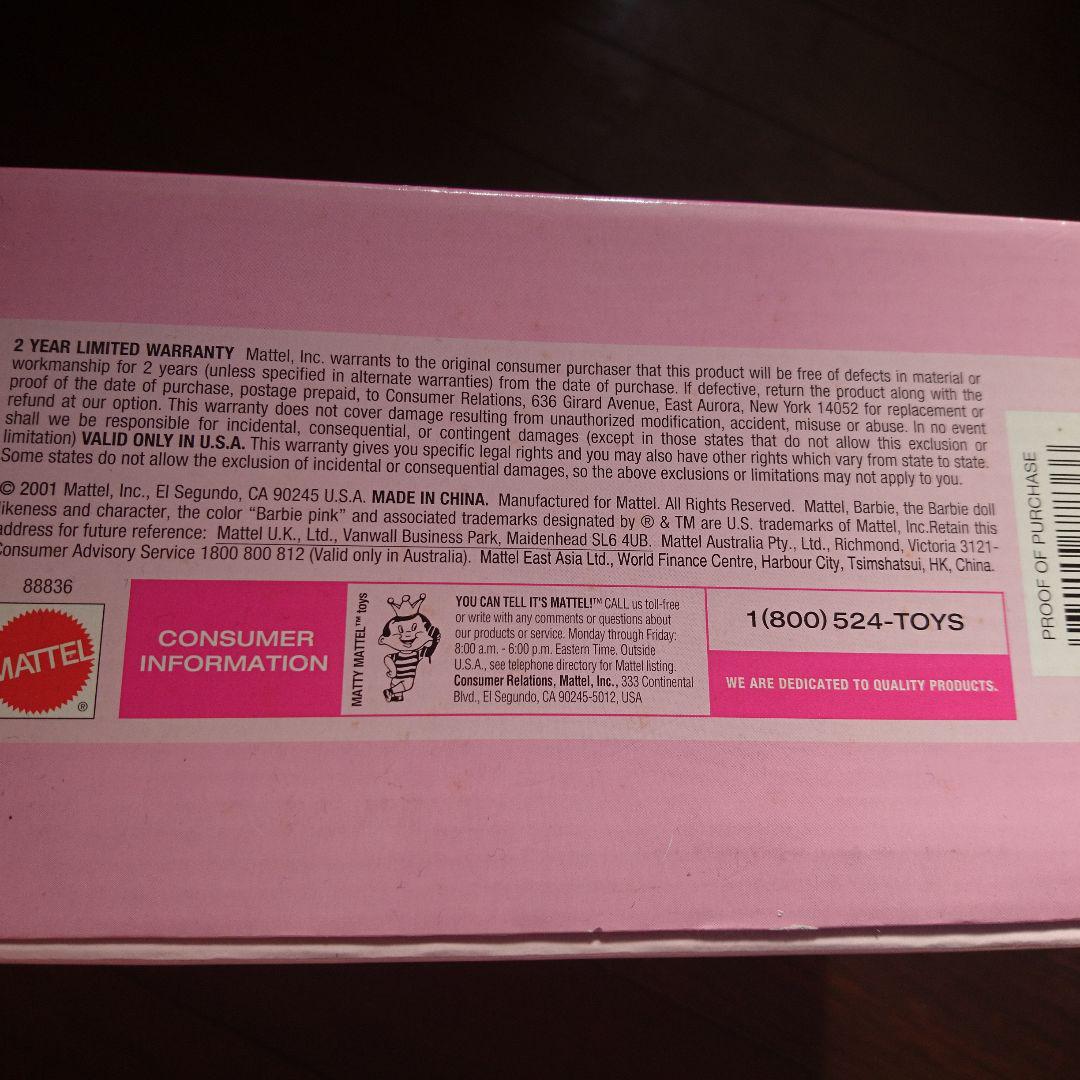 2 YEAR LIMITED WARRANTY Mattel, Inc. warrants to the original consumer purchaser that this product will be free of defects in material or
workmanship for 2 years (unless specified in alternate warranties) from the date of purchase. If defective, return the product along with the
proof of the date of purchase, postage prepaid, to Consumer Relations, 636 Girard Avenue, East Aurora, New York 14052 for replacement or
refund at our option. This warranty does not cover damage resulting from unauthorized modification, accident, misuse or abuse. In no event
shall we be responsible for incidental, consequential, or contingent damages (except in those states that do not allow this exclusion or
limitation) VALID ONLY IN U.S.A. This warranty gives you specific legal rights and you may also have other rights which vary from state to state.
Some states do not allow the exclusion of incidental or consequential damages, so the above exclusions or limitations may not apply to you.
© 2001 Mattel, Inc., El Segundo, CA 90245 U.S.A. MADE IN CHINA. Manufactured for Mattel. All Rights Reserved. Mattel, Barbie, the Barbie doll
likeness and character, the color “Barbie pink” and associated trademarks designated by ® & TM are U.S. trademarks of Mattel, Inc.Retain this
address for future reference: Mattel U.K., Ltd., Vanwall Business Park, Maidenhead SL6 4UB. Mattel Australia Pty., Ltd., Richmond, Victoria 3121-
Consumer Advisory Service 1800 800 812 (Valid only in Australia). Mattel East Asia Ltd., World Finance Centre, Harbour City, Tsimshatsui, HK, China.
88836
MATTEL
®
CONSUMER
INFORMATION
MATTY MATTEL™ toys
YOU CAN TELL IT'S MATTEL!™ CALL us toll-free
or write with any comments or questions about
our products or service. Monday through Friday:
8:00 a.m. - 6:00 p.m. Eastern Time. Outside
U.S.A., see telephone directory for Mattel listing.
Consumer Relations, Mattel, Inc., 333 Continental
Blvd., El Segundo, CA 90245-5012, USA
1(800) 524-TOYS
WE ARE DEDICATED TO QUALITY PRODUCTS.
PROOF OF PURCHASE